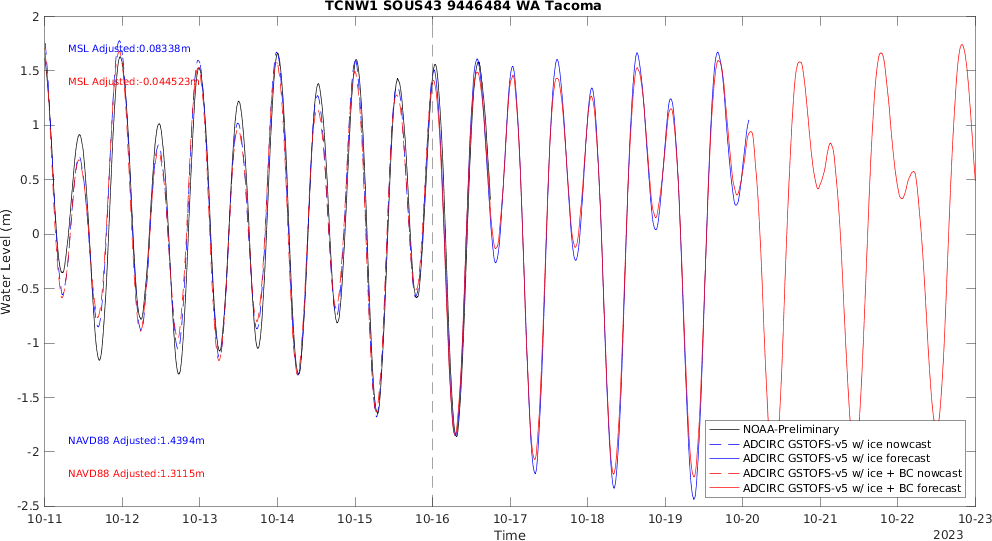 TCNW1 SOUS43 9446484 WA Tacoma
MSL Adjusted:0.08338m
MSL Adjusted:-0.044523m
NAVD88 Adjusted:1.4394m
NAVD88 Adjusted:1.3115m
Water Level (m)
2
1.5
1
0.5
0
-0.5
-1
-1.5
-2
-2.5
NOAA-Preliminary
ADCIRC GSTOFS-v5 w/ ice nowcast
ADCIRC GSTOFS-v5 w/ ice forecast
ADCIRC GSTOFS-v5 w/ ice + BC nowcast
ADCIRC GSTOFS-v5 w/ ice + BC forecast
10-11 10-12 10-13 10-14 10-15 10-16 10-17 10-18 10-19 10-20 10-21 10-22 10-23
Time
2023